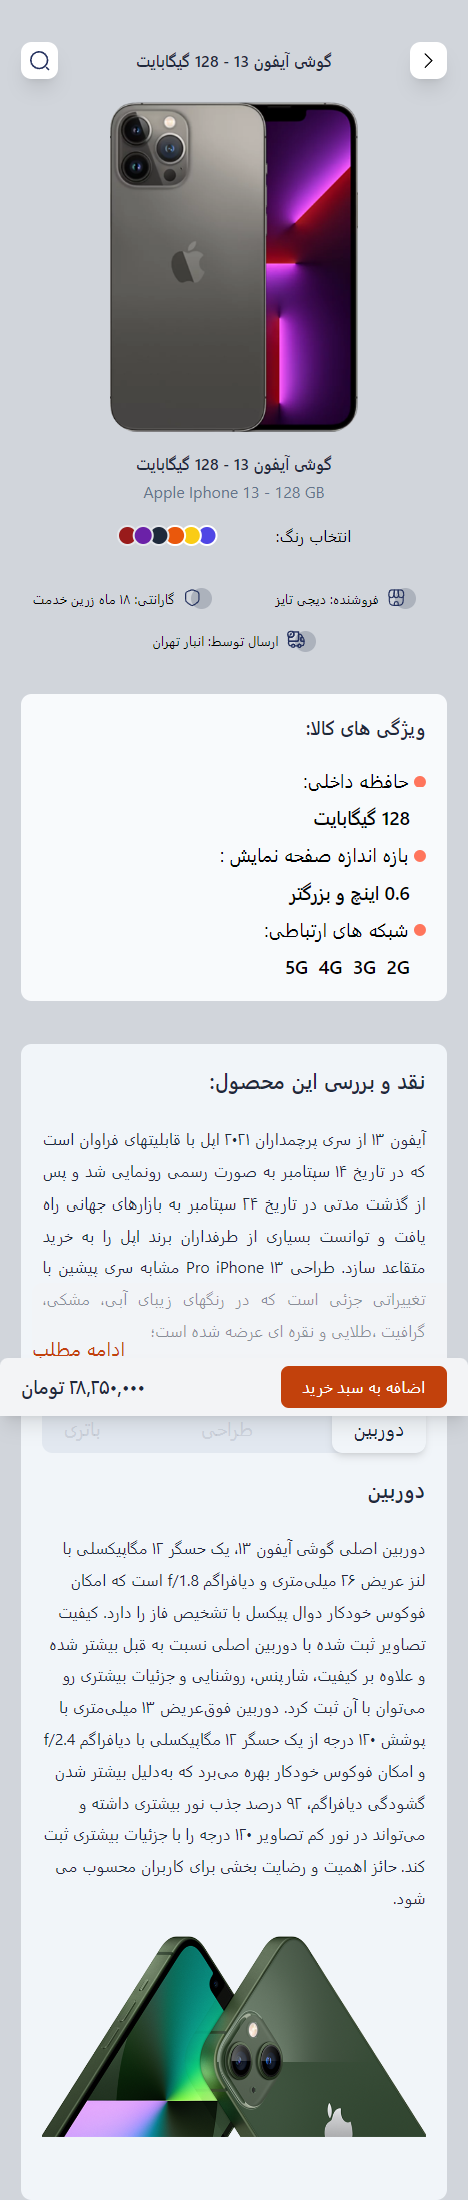 گوشی آیفون 13 - 128 گیگابایت
گوشی آیفون 13 - 128 گیگابایت
Apple Iphone 13 - 128 GB
انتخاب رنگ:
فروشنده: دیجی تایز
گارانتی: ۱۸ ماه زرین خدمت
ارسال توسط: انبار تهران
ویژگی های کالا:
حافظه داخلی:
128 گیگابایت
بازه اندازه صفحه نمایش :
0.6 اینچ و بزرگتر
شبکه های ارتباطی:
2G 3G 4G 5G
نقد و بررسی این محصول:
آیفون ۱۳ از سری پرچمداران ۲۰۲۱ اپل با قابلیتهای فراوان است
که در تاریخ ۱۴ سپتامبر به صورت رسمی رونمایی شد و پس
از گذشت مدتی در تاریخ ۲۴ سپتامبر به بازارهای جهانی راه
یافت و توانست بسیاری از طرفداران برند اپل را به خرید
متقاعد سازد. طراحی ۱۳ Pro iPhone مشابه سری پیشین با
تغییراتی جزئی است که در رنگهای زیبای آبی، مشکی،
گرافیت ،طلایی و نقره ای عرضه شده است؛
ادامه مطلب
اضافه به سبد خرید
۲۸,۲۵۰,۰۰۰ تومان
دوربین
طراحی
باتری
دوربین
دوربین اصلی گوشی آیفون ۱۳، یک حسگر ۱۲ مگاپیکسلی با
لنز عریض ۲۶ میلی‌متری و دیافراگم f/1.8 است که امکان
فوکوس خودکار دوال پیکسل با تشخیص فاز را دارد. کیفیت
تصاویر ثبت شده با دوربین اصلی نسبت به قبل بیشتر شده
و علاوه بر کیفیت، شارپنس، روشنایی و جزئیات بیشتری رو
می‌توان با آن ثبت کرد. دوربین فوق‌عریض ۱۳ میلی‌متری با
پوشش ۱۲۰ درجه از یک حسگر ۱۲ مگاپیکسلی با دیافراگم f/2.4
و امکان فوکوس خودکار بهره می‌برد که به‌دلیل بیشتر شدن
گشودگی دیافراگم، ۹۲ درصد جذب نور بیشتری داشته و
می‌تواند در نور کم تصاویر ۱۲۰ درجه را با جزئیات بیشتری ثبت
کند. حائز اهمیت و رضایت بخشی برای کاربران محسوب می
شود.